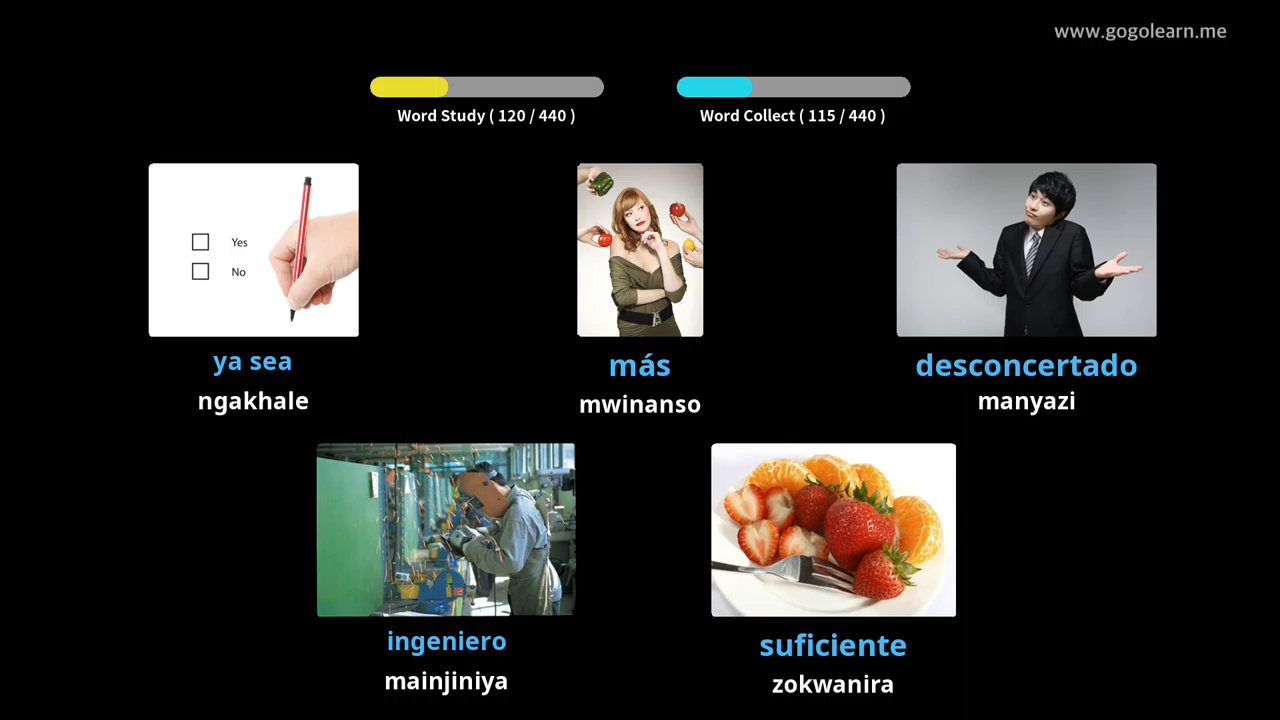 www.gogolearn.me
Word Study ( 120 / 440 )
Word Collect ( 115 / 440 )
Yes
No
ya sea
ngakhale
más
mwinanso
desconcertado
manyazi
ingeniero
mainjiniya
suficiente
zokwanira